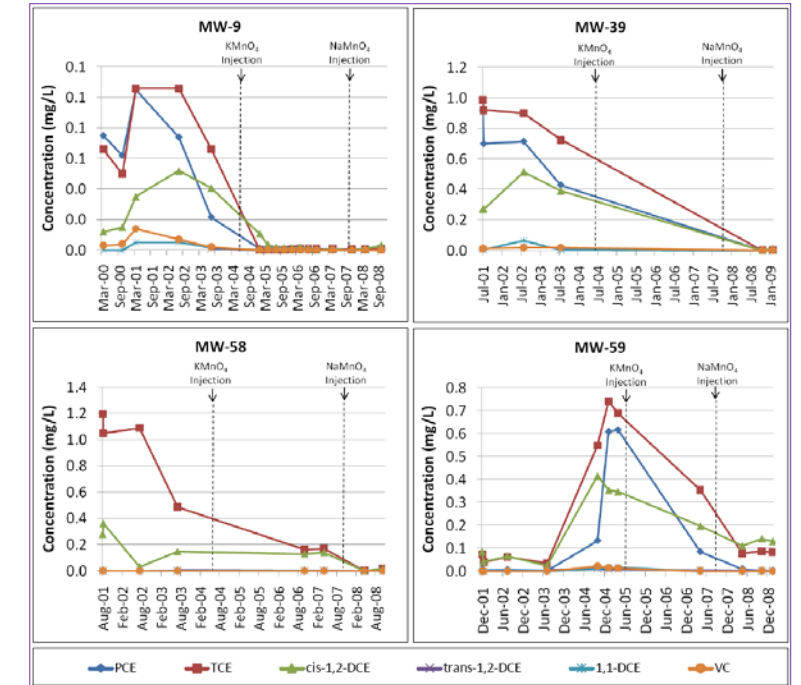 MW-9
KMnO₄
Injection
NaMnO₄
Injection
Concentration (mg/L)
0.1
0.1
0.1
0.1
0.0
0.0
0.0
Mar-00
Sep-00
Mar-01
Sep-01
Mar-02
Sep-02
Mar-03
Sep-03
Mar-04
Sep-04
Mar-05
Sep-05
Mar-06
Sep-06
Mar-07
Sep-07
Mar-08
Sep-08
MW-39
KMnO₄
Injection
NaMnO₄
Injection
Concentration (mg/L)
1.2
1.0
0.8
0.6
0.4
0.2
0.0
Jul-01
Jan-02
Jul-02
Jan-03
Jul-03
Jan-04
Jul-04
Jan-05
Jul-05
Jan-06
Jul-06
Jan-07
Jul-07
Jan-08
Jul-08
Jan-09
MW-58
KMnO₄
Injection
NaMnO₄
Injection
Concentration (mg/L)
1.4
1.2
1.0
0.8
0.6
0.4
0.2
0.0
Aug-01
Feb-02
Aug-02
Feb-03
Aug-03
Feb-04
Aug-04
Feb-05
Aug-05
Feb-06
Aug-06
Feb-07
Aug-07
Feb-08
Aug-08
MW-59
KMnO₄
Injection
NaMnO₄
Injection
Concentration (mg/L)
0.8
0.7
0.6
0.5
0.4
0.3
0.2
0.1
0.0
Dec-01
Jun-02
Dec-02
Jun-03
Dec-03
Jun-04
Dec-04
Jun-05
Dec-05
Jun-06
Dec-06
Jun-07
Dec-07
Jun-08
Dec-08
PCE
TCE
cis-1,2-DCE
trans-1,2-DCE
1,1-DCE
VC